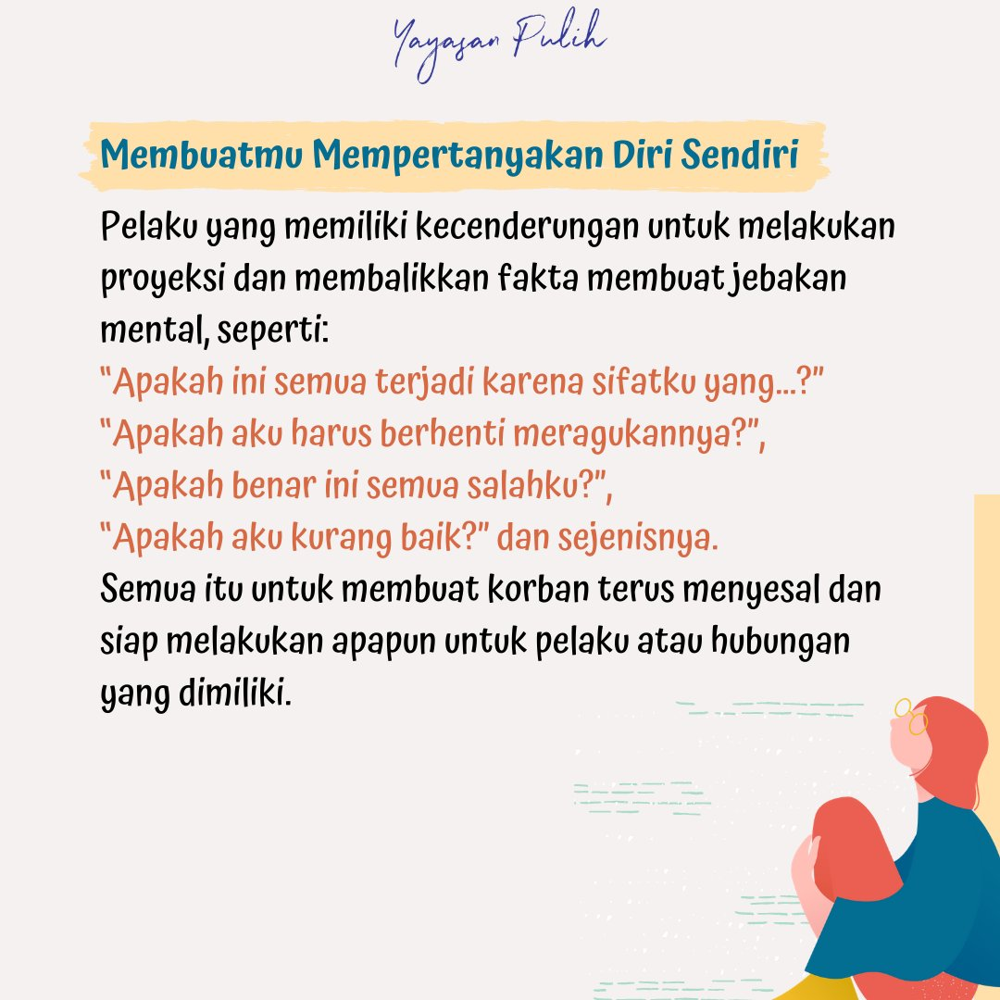 Yayasan Pulih
Membuatmu Mempertanyakan Diri Sendiri
Pelaku yang memiliki kecenderungan untuk melakukan
proyeksi dan membalikkan fakta membuat jebakan
mental, seperti:
“Apakah ini semua terjadi karena sifatku yang...?”
“Apakah aku harus berhenti meragukannya?”,
“Apakah benar ini semua salahku?”,
“Apakah aku kurang baik?” dan sejenisnya.
Semua itu untuk membuat korban terus menyesal dan
siap melakukan apapun untuk pelaku atau hubungan
yang dimiliki.